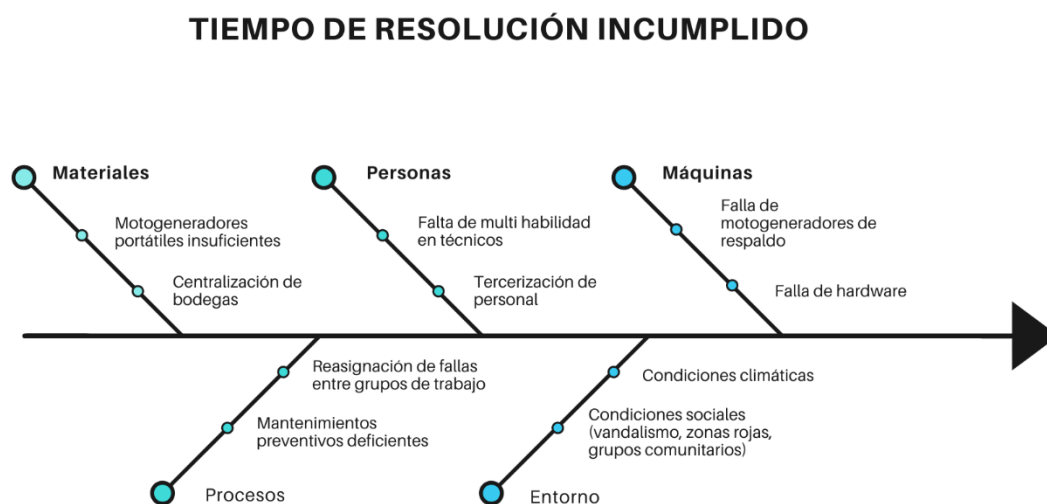 TIEMPO DE RESOLUCIÓN INCUMPLIDO
Materiales
Motogeneradores
portátiles insuficientes
Centralización de
bodegas
Personas
Falta de multi habilidad
en técnicos
Tercerización de
personal
Máquinas
Falla de
motogeneradores de
respaldo
Falla de hardware
Reasignación de fallas
entre grupos de trabajo
Mantenimientos
preventivos deficientes
Procesos
Condiciones climáticas
Condiciones sociales
(vandalismo, zonas rojas,
grupos comunitarios)
Entorno